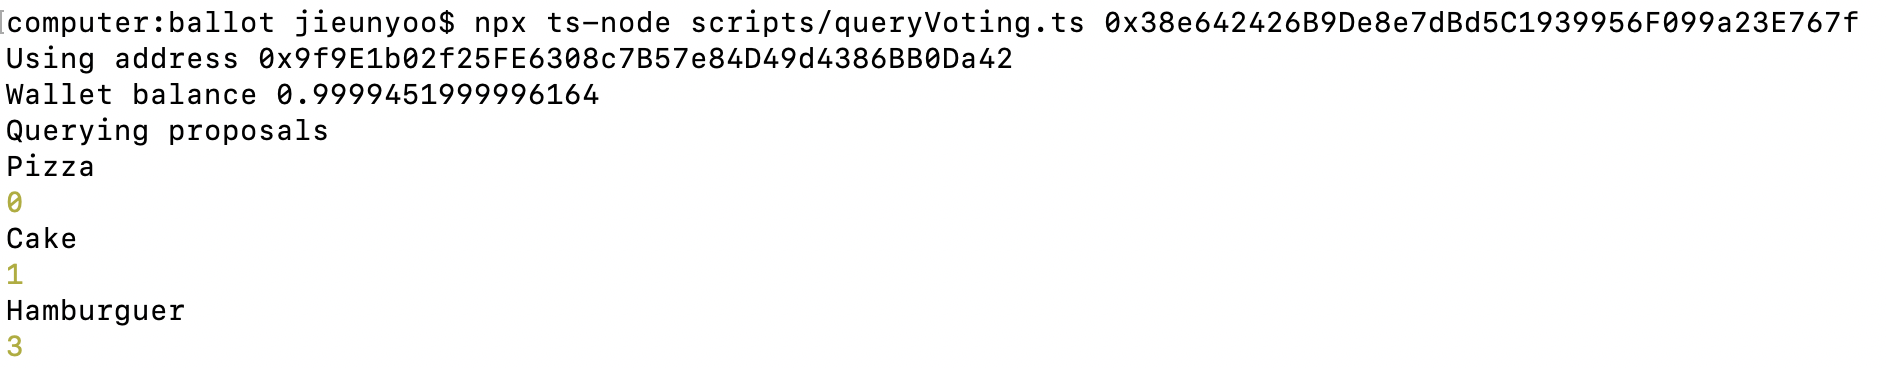 computer:ballot jieunyoo$ npx ts-node scripts/queryVoting.ts 0x38e642426B9De8e7dBd5C1939956F099a23E767f
Using address 0x9f9E1b02f25FE6308c7B57e84D49d4386BB0Da42
Wallet balance 0.9999451999996164
Querying proposals
Pizza
0
Cake
1
Hamburguer
3